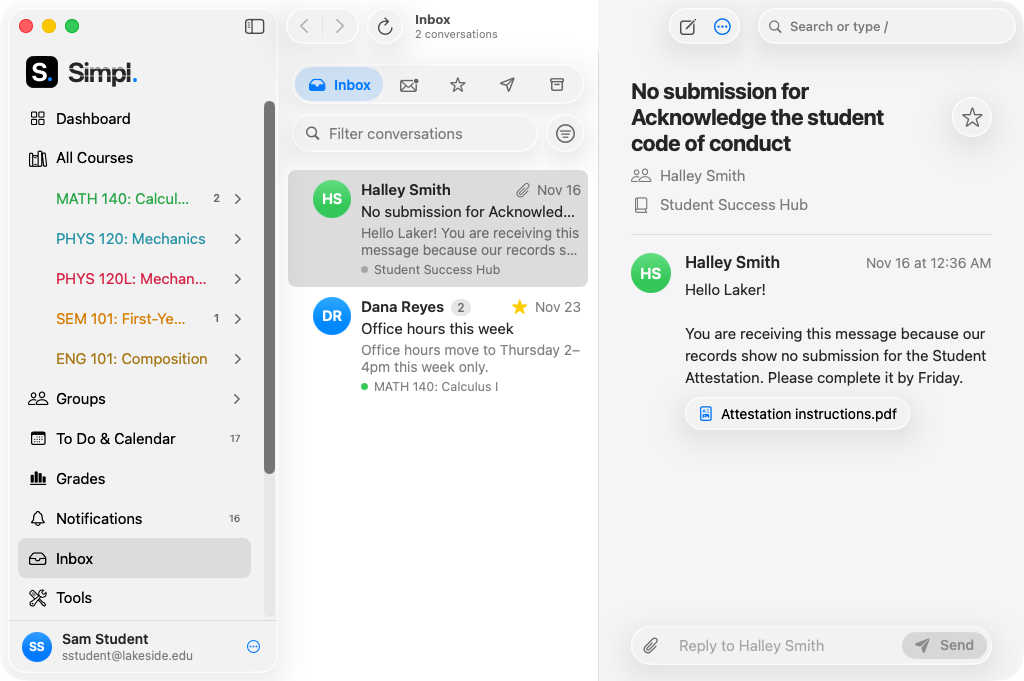 Simpl.
Dashboard
All Courses
MATH 140: Calcul... 2
PHYS 120: Mechanics
PHYS 120L: Mechan...
SEM 101: First-Ye... 1
ENG 101: Composition
Groups
To Do & Calendar 17
Grades
Notifications 16
Inbox
Tools
SS
Sam Student
sstudent@lakeside.edu
Inbox
2 conversations
Inbox
Filter conversations
HS
Halley Smith Nov 16
No submission for Acknowled...
Hello Laker! You are receiving this
message because our records s...
Student Success Hub
DR
Dana Reyes 2 Nov 23
Office hours this week
Office hours move to Thursday 2–
4pm this week only.
MATH 140: Calculus I
Search or type /
No submission for
Acknowledge the student
code of conduct
Halley Smith
Student Success Hub
HS
Halley Smith Nov 16 at 12:36 AM
Hello Laker!
You are receiving this message because our
records show no submission for the Student
Attestation. Please complete it by Friday.
Attestation instructions.pdf
Reply to Halley Smith Send